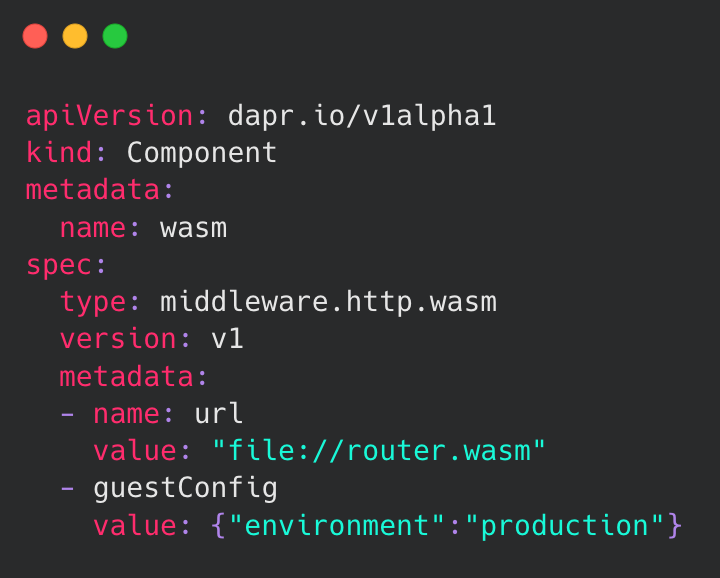 apiVersion: dapr.io/v1alpha1
kind: Component
metadata:
  name: wasm
spec:
  type: middleware.http.wasm
  version: v1
  metadata:
  - name: url
    value: "file://router.wasm"
  - guestConfig
    value: {"environment":"production"}